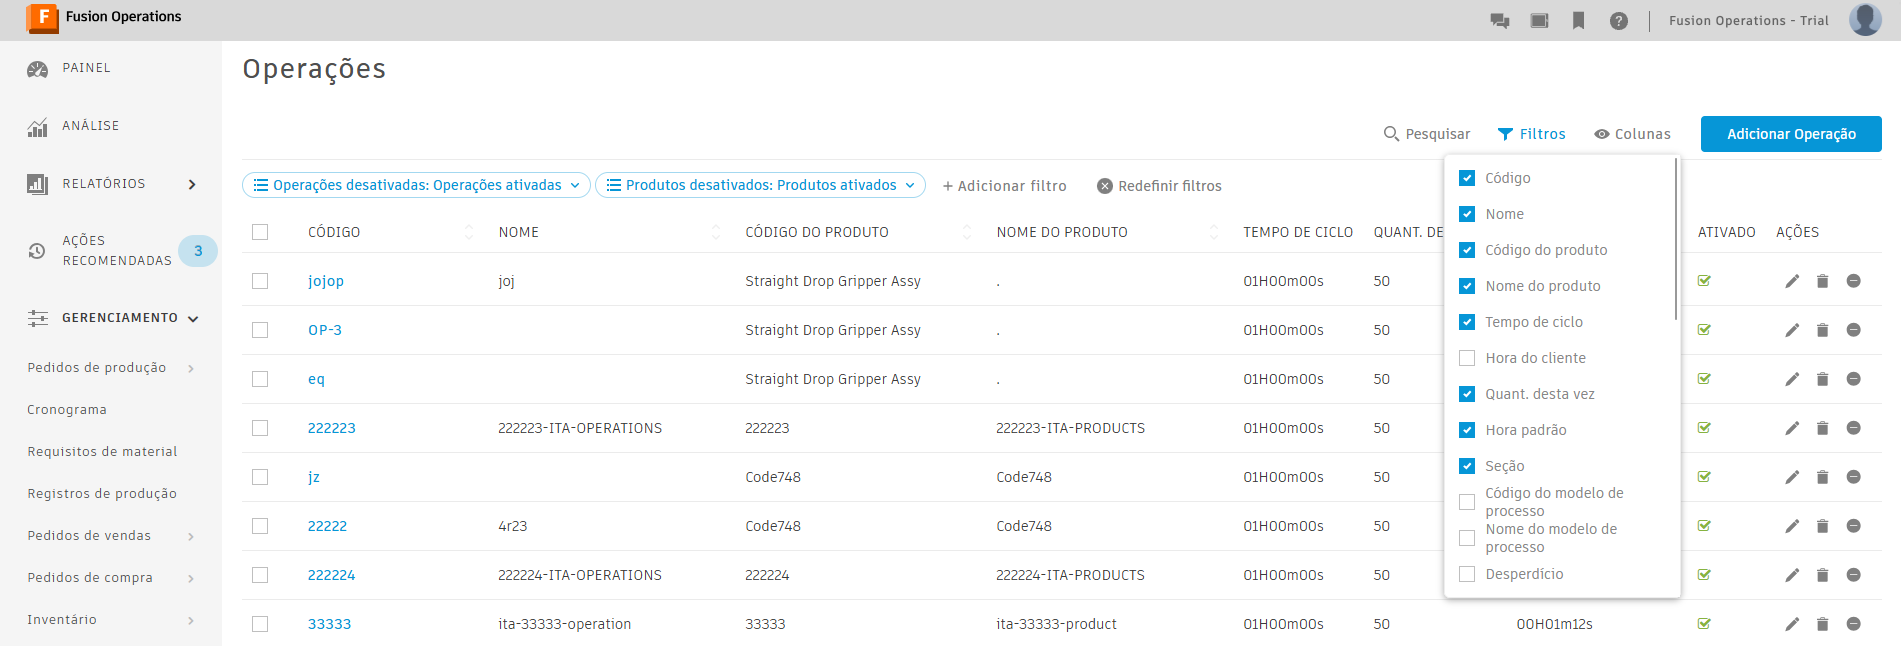 Fusion Operations
Fusion Operations - Trial
PAINEL
ANÁLISE
RELATÓRIOS
AÇÕES
RECOMENDADAS
3
GERENCIAMENTO
Pedidos de produção
Cronograma
Requisitos de material
Registros de produção
Pedidos de vendas
Pedidos de compra
Inventário
Operações
Pesquisar Filtros Colunas Adicionar Operação
Operações desativadas: Operações ativadas Produtos desativados: Produtos ativados + Adicionar filtro Redefinir filtros
CÓDIGO NOME CÓDIGO DO PRODUTO NOME DO PRODUTO TEMPO DE CICLO QUANT. DE ATIVADO AÇÕES
jojop joj Straight Drop Gripper Assy . 01H00m00s 50
OP-3 Straight Drop Gripper Assy . 01H00m00s 50
eq Straight Drop Gripper Assy . 01H00m00s 50
222223 222223-ITA-OPERATIONS 222223 222223-ITA-PRODUCTS 01H00m00s 50
jz Code748 Code748 01H00m00s 50
22222 4r23 Code748 Code748 01H00m00s 50
222224 222224-ITA-OPERATIONS 222224 222224-ITA-PRODUCTS 01H00m00s 50
33333 ita-33333-operation 33333 ita-33333-product 01H00m00s 50 00H01m12s
Código
Nome
Código do produto
Nome do produto
Tempo de ciclo
Hora do cliente
Quant. desta vez
Hora padrão
Seção
Código do modelo de
processo
Nome do modelo de
processo
Desperdício